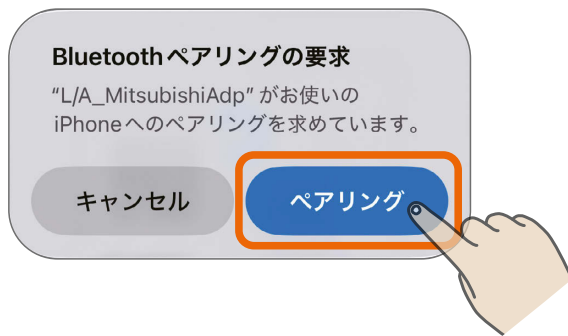 Bluetoothペアリングの要求
“L/A_MitsubishiAdp”がお使いの
iPhoneへのペアリングを求めています。
キャンセル ペアリング